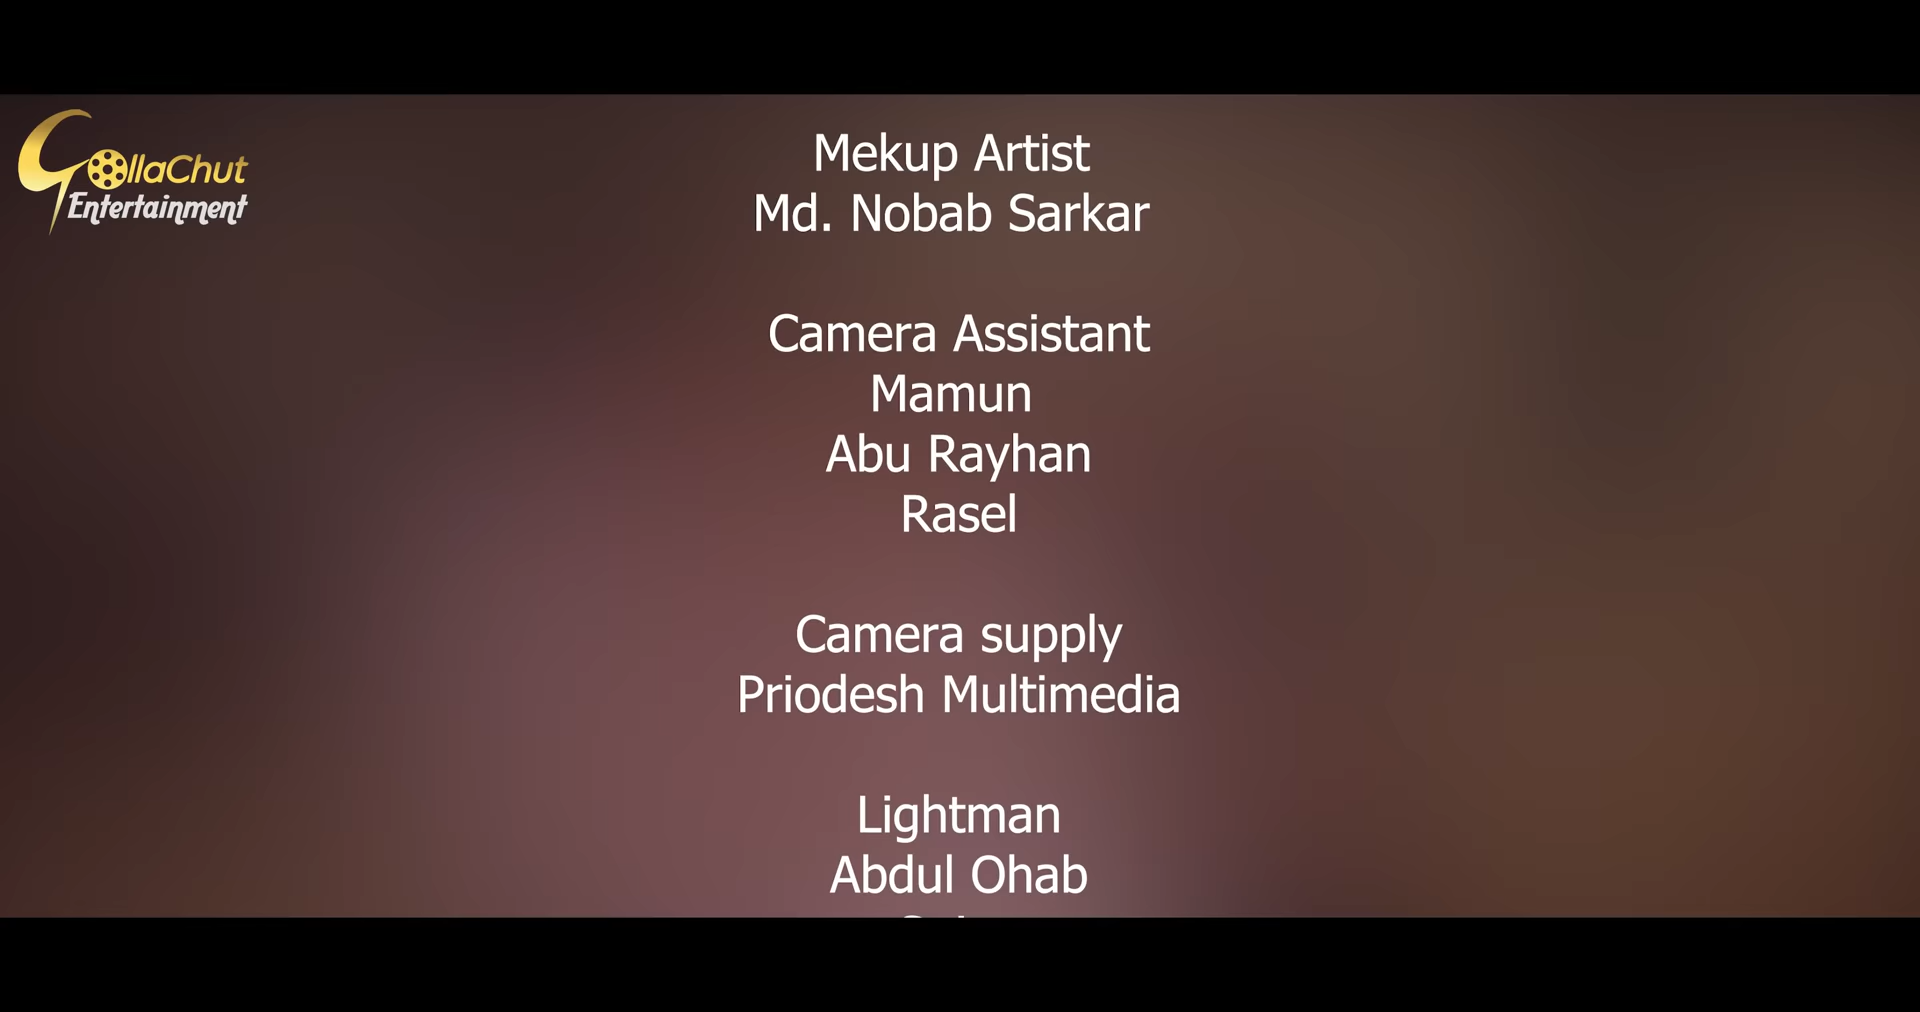 GollaChut
Entertainment
Mekup Artist
Md. Nobab Sarkar
Camera Assistant
Mamun
Abu Rayhan
Rasel
Camera supply
Priodesh Multimedia
Lightman
Abdul Ohab